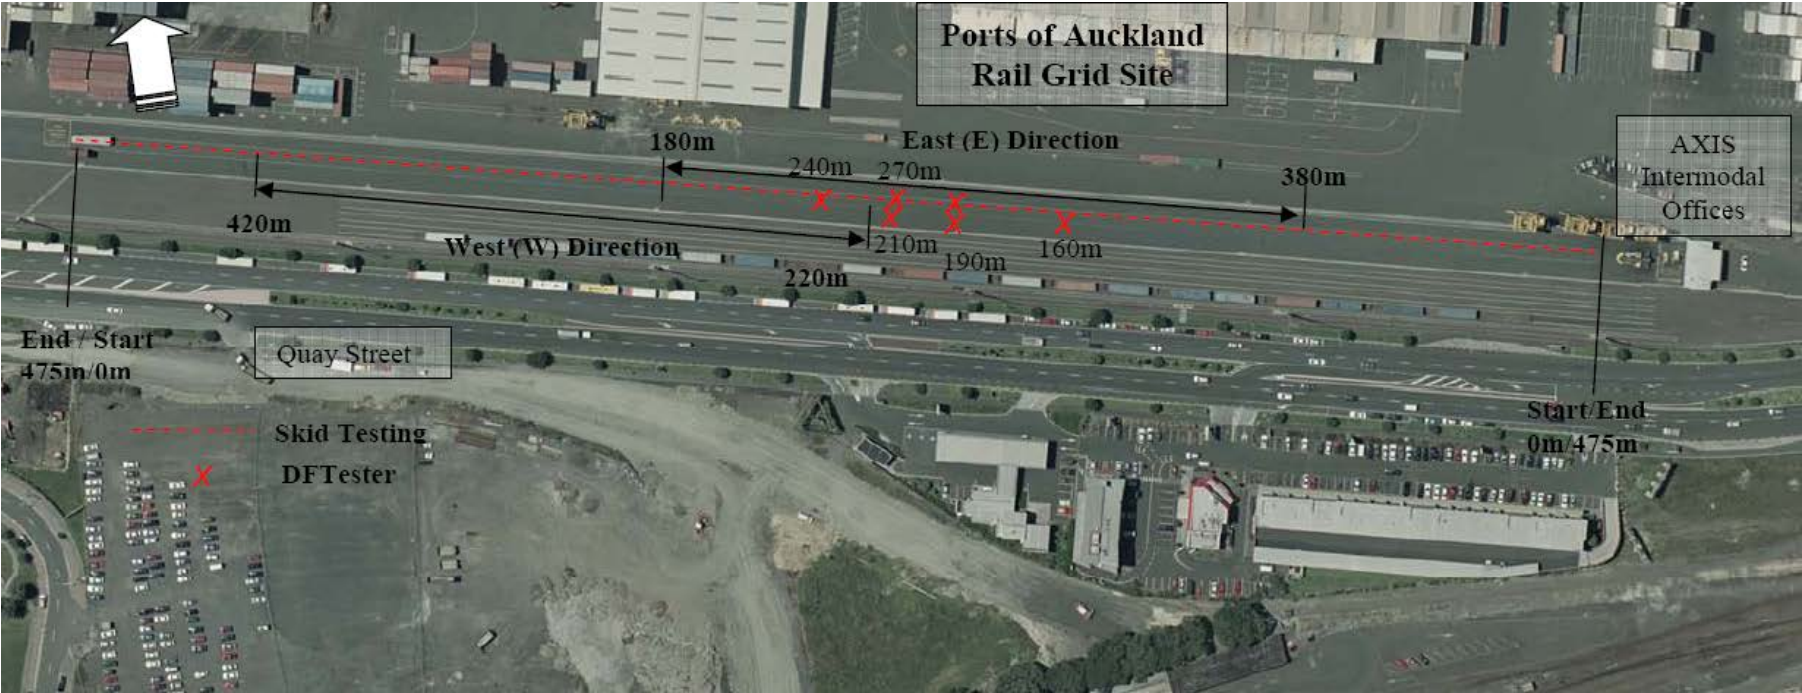 Ports of Auckland
Rail Grid Site
180m
East (E) Direction
240m
270m
AXIS
Intermodal
Offices
380m
420m
West (W) Direction
210m
190m
160m
220m
End / Start
475m/0m
Quay Street
Start/End
0m/475m
Skid Testing
DFTester